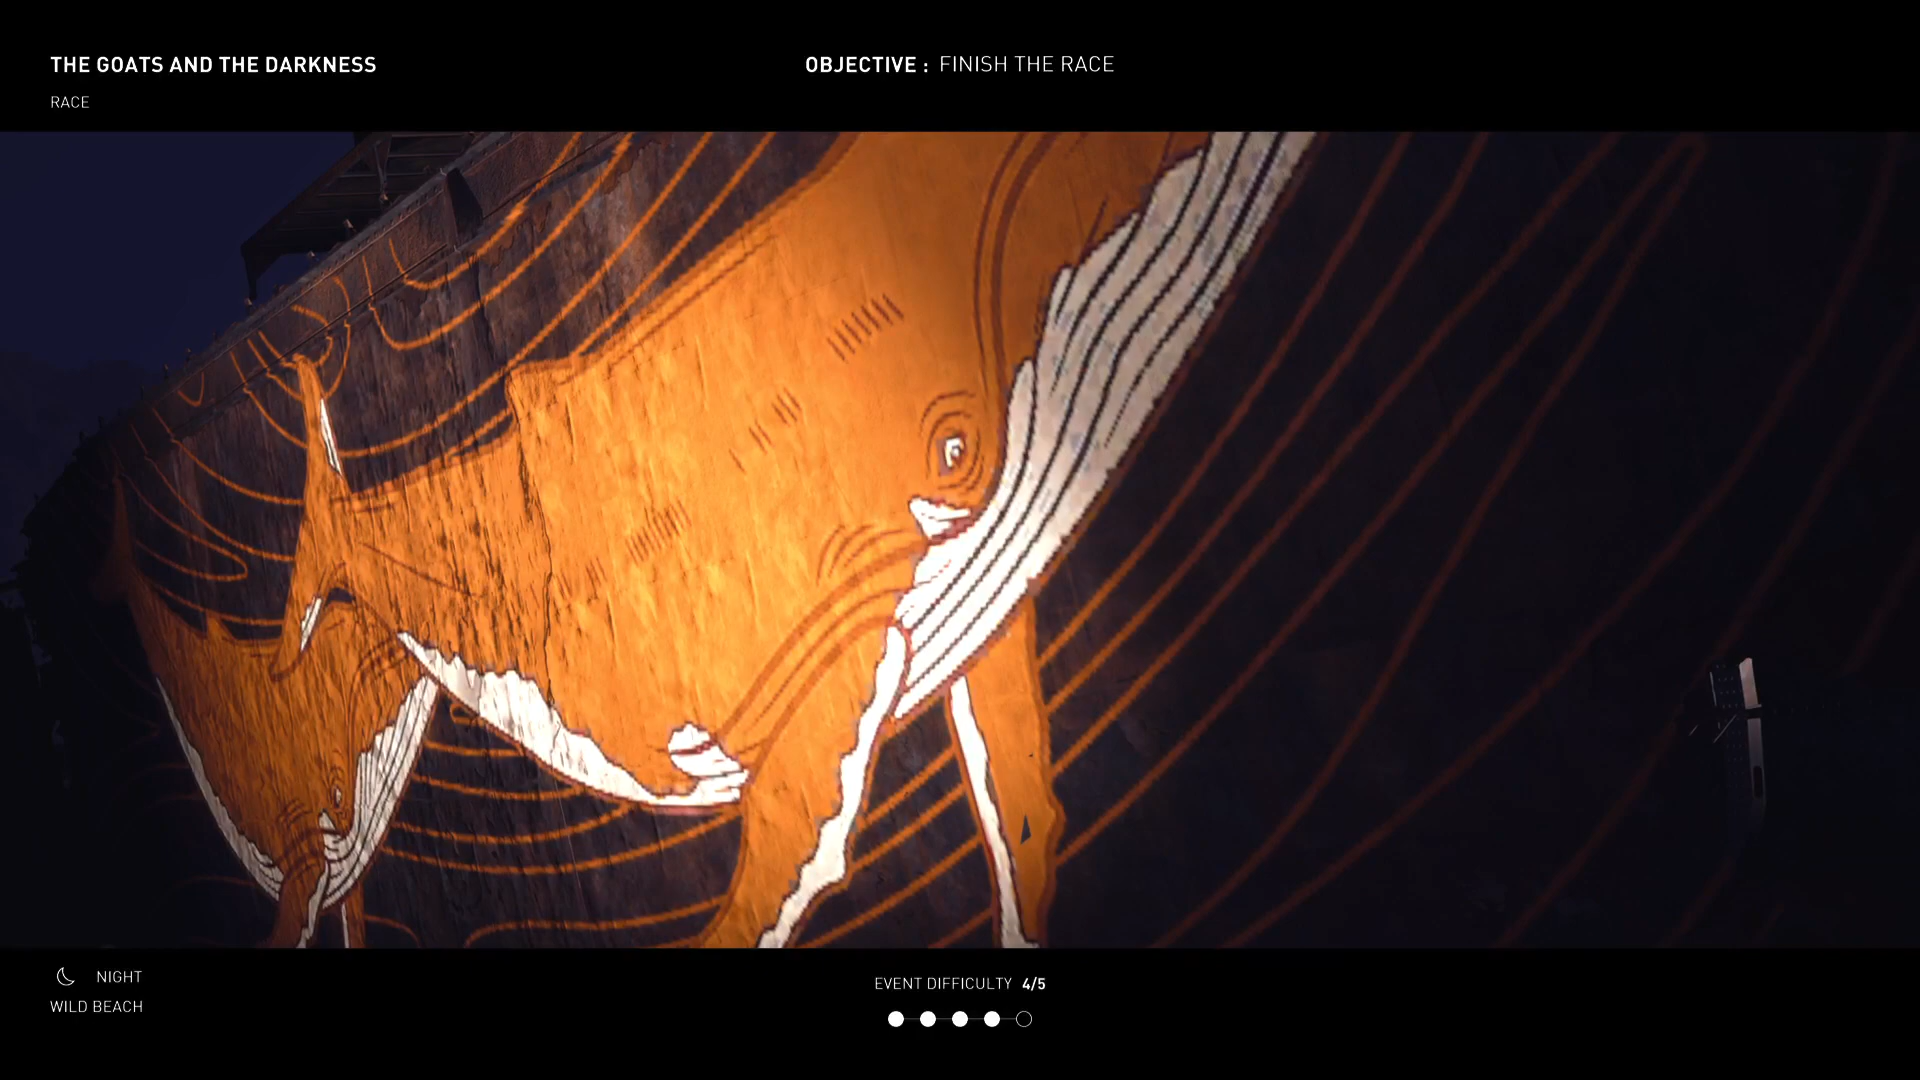 THE GOATS AND THE DARKNESS
RACE
OBJECTIVE : FINISH THE RACE
NIGHT
WILD BEACH
EVENT DIFFICULTY 4/5